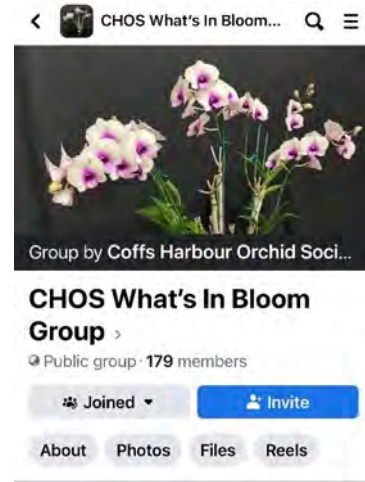 CHOS What's In Bloom...
Group by Coffs Harbour Orchid Soci...
CHOS What's In Bloom
Group
Public group · 179 members
Joined
Invite
About Photos Files Reels